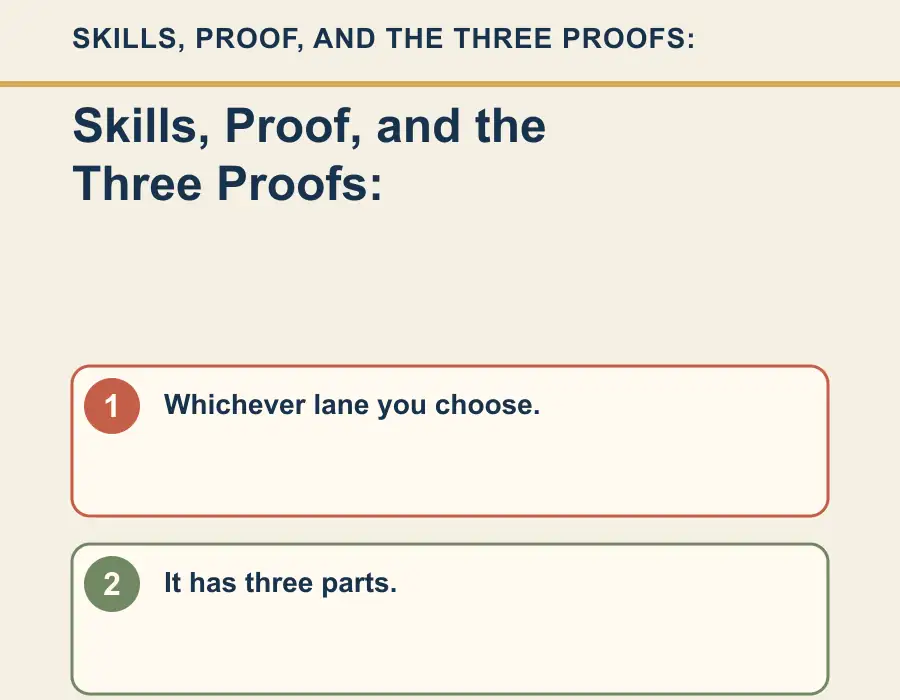 SKILLS, PROOF, AND THE THREE PROOFS:
Skills, Proof, and the
Three Proofs:
1 Whichever lane you choose.
2 It has three parts.